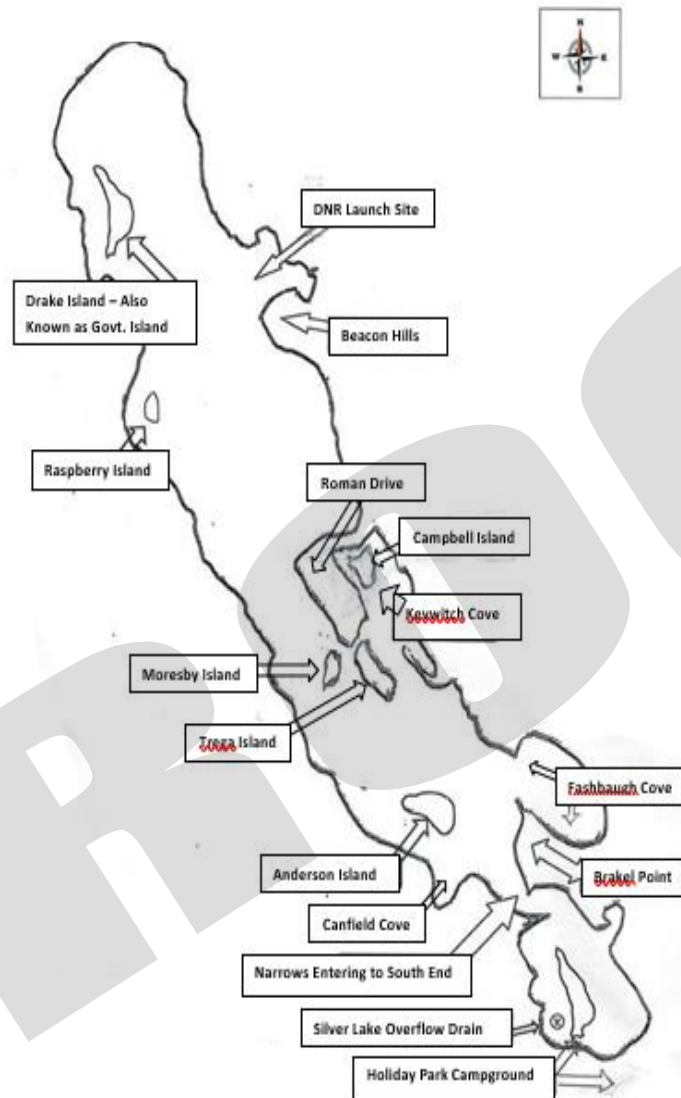 N
W E
S
DNR Launch Site
Drake Island – Also
Known as Govt. Island
Beacon Hills
Raspberry Island
Roman Drive
Campbell Island
Keywitch Cove
Moresby Island
Trega Island
Fashbaugh Cove
Anderson Island
Brakel Point
Canfield Cove
Narrows Entering to South End
Silver Lake Overflow Drain
Holiday Park Campground